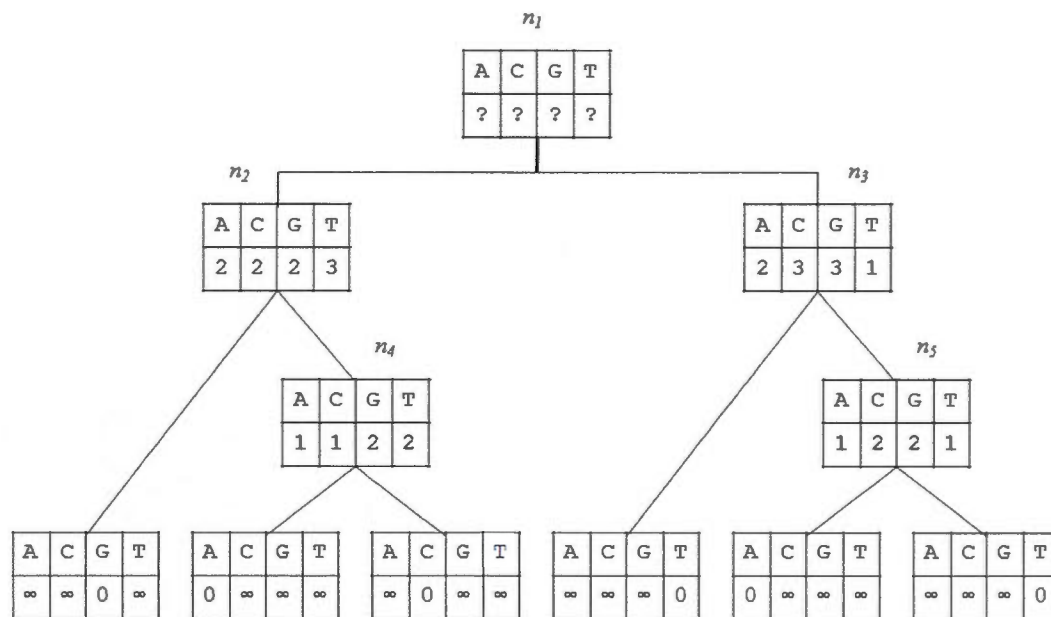 n1
A C G T
? ? ? ?
n2 n3
A C G T A C G T
2 2 2 3 2 3 3 1
n4 n5
A C G T A C G T
1 1 2 2 1 2 2 1
A C G T A C G T A C G T A C G T A C G T A C G T
∞ ∞ 0 ∞ 0 ∞ ∞ ∞ ∞ 0 ∞ ∞ ∞ ∞ ∞ 0 0 ∞ ∞ ∞ ∞ ∞ ∞ 0